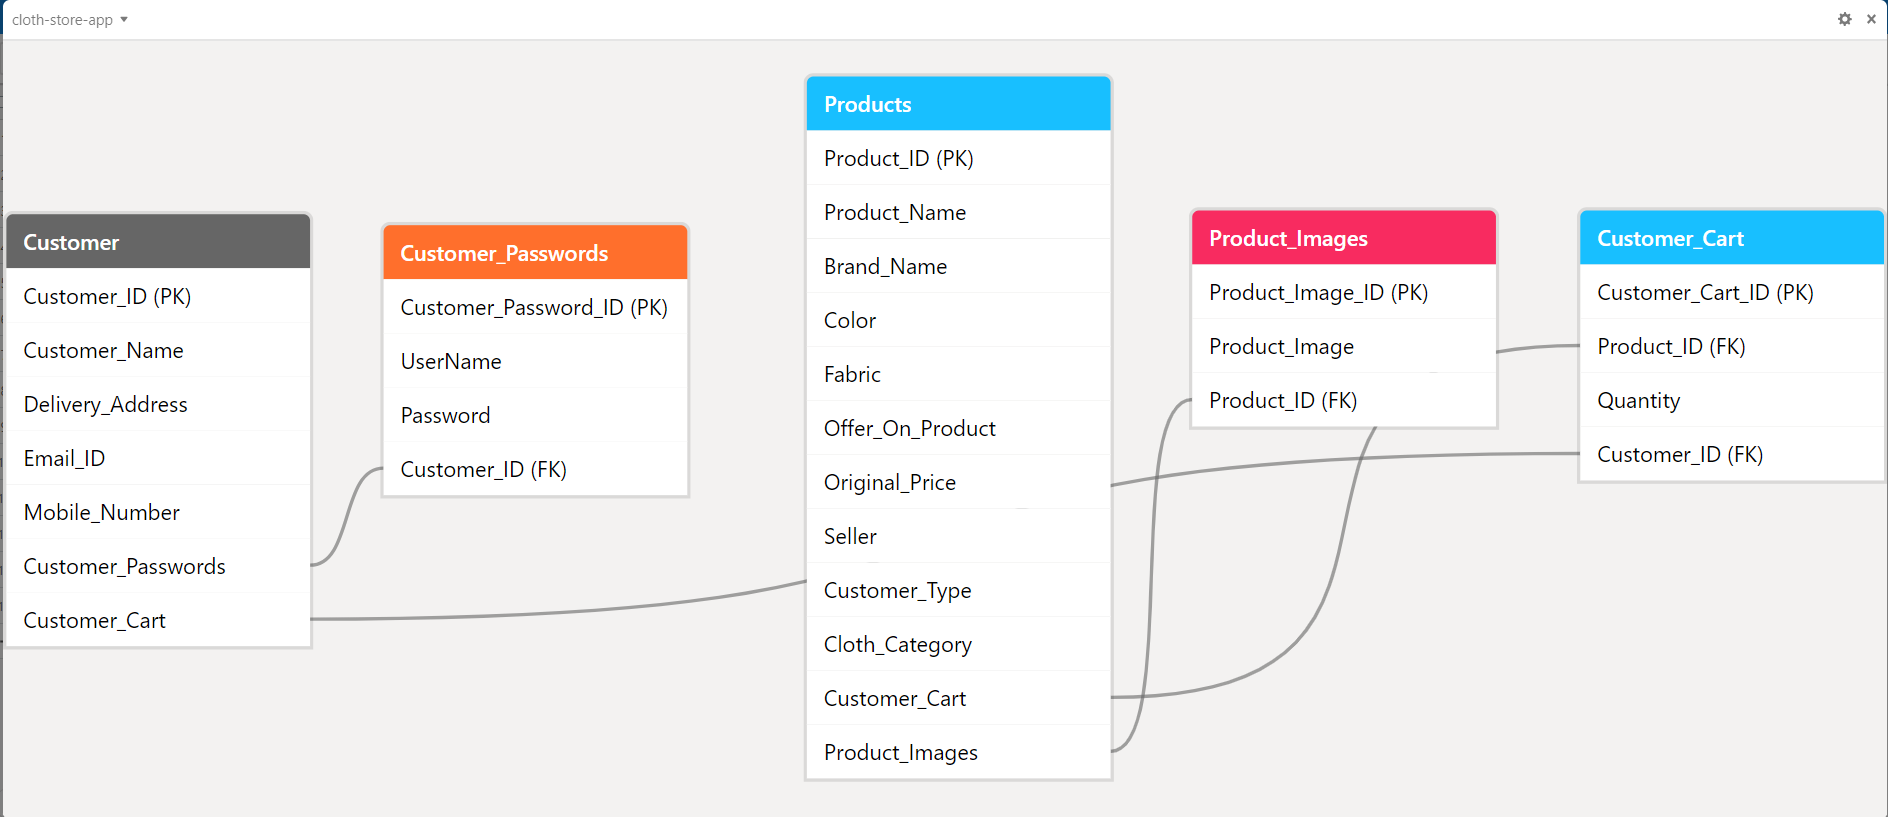 cloth-store-app
Customer
Customer_ID (PK)
Customer_Name
Delivery_Address
Email_ID
Mobile_Number
Customer_Passwords
Customer_Cart
Customer_Passwords
Customer_Password_ID (PK)
UserName
Password
Customer_ID (FK)
Products
Product_ID (PK)
Product_Name
Brand_Name
Color
Fabric
Offer_On_Product
Original_Price
Seller
Customer_Type
Cloth_Category
Customer_Cart
Product_Images
Product_Images
Product_Image_ID (PK)
Product_Image
Product_ID (FK)
Customer_Cart
Customer_Cart_ID (PK)
Product_ID (FK)
Quantity
Customer_ID (FK)